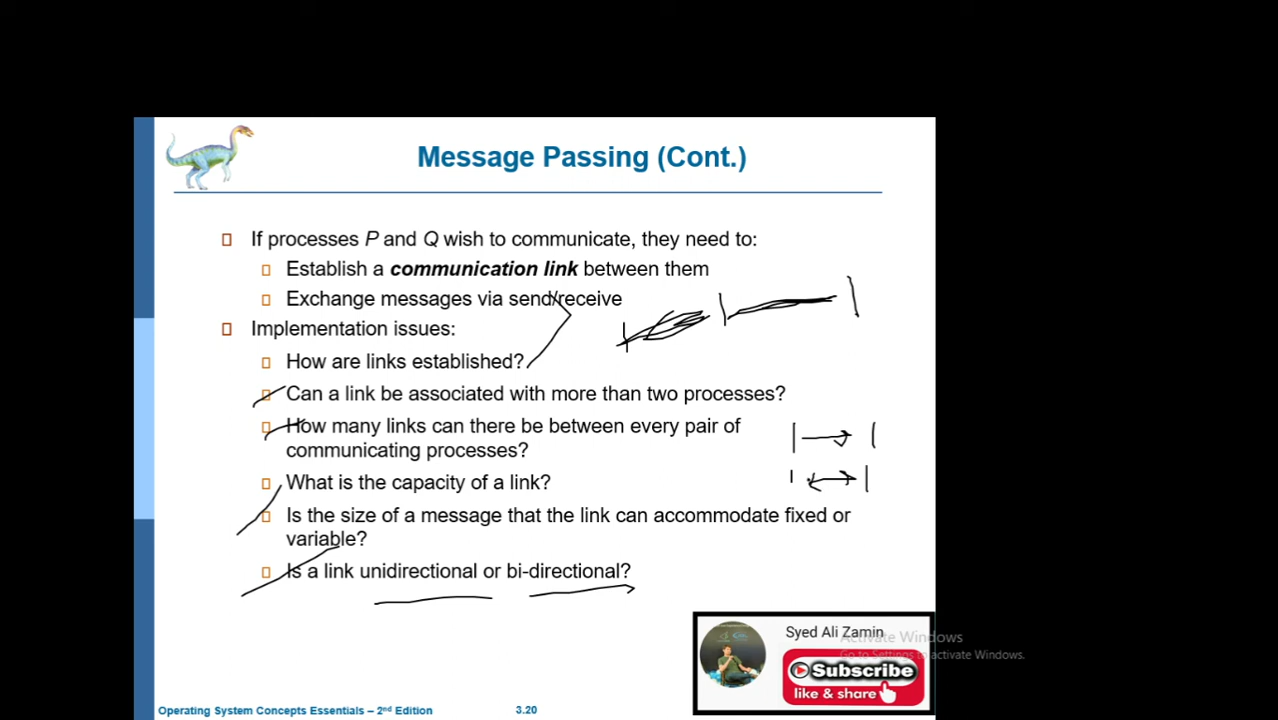 Message Passing (Cont.)
If processes P and Q wish to communicate, they need to:
Establish a communication link between them
Exchange messages via send/receive
Implementation issues:
How are links established?
Can a link be associated with more than two processes?
How many links can there be between every pair of
communicating processes?
What is the capacity of a link?
Is the size of a message that the link can accommodate fixed or
variable?
Is a link unidirectional or bi-directional?
Syed Ali Zamin
Activate Windows
Go to Settings to activate Windows.
Subscribe
like & share
Operating System Concepts Essentials – 2nd Edition
3.20